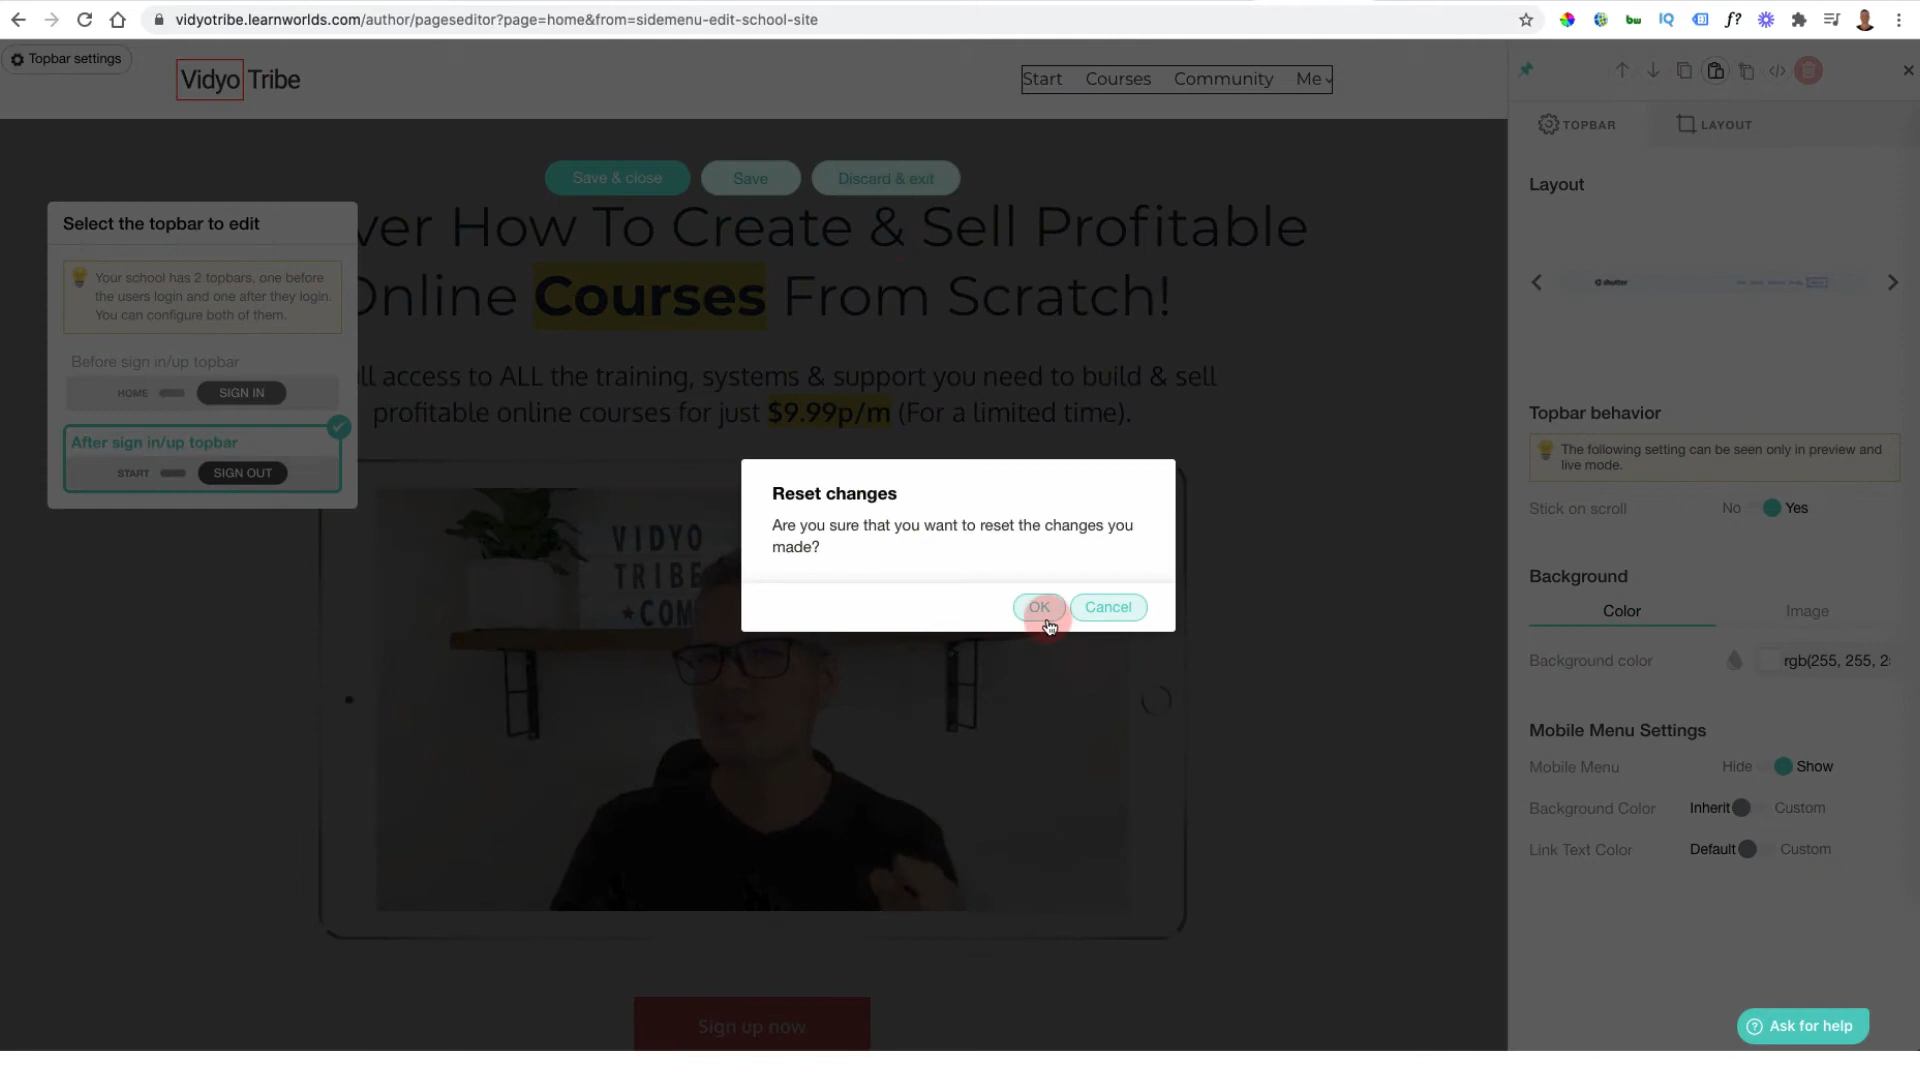 vidyotribe.learnworlds.com/author/pageseditor?page=home&from=sidemenu-edit-school-site
Topbar settings
Vidyo Tribe
Start Courses Community Me
TOPBAR LAYOUT
Save & close Save Discard & exit
Select the topbar to edit
Your school has 2 topbars, one before
the users login and one after they login.
You can configure both of them.
Before sign in/up topbar
HOME SIGN IN
After sign in/up topbar
START SIGN OUT
ver How To Create & Sell Profitable
Online Courses From Scratch!
ll access to ALL the training, systems & support you need to build & sell
profitable online courses for just $9.99p/m (For a limited time).
VIDYO
TRIBE
★COM
Reset changes
Are you sure that you want to reset the changes you
made?
OK Cancel
Sign up now
Layout
shutter
Topbar behavior
The following setting can be seen only in preview and
live mode.
Stick on scroll No Yes
Background
Color Image
Background color rgb(255, 255, 2
Mobile Menu Settings
Mobile Menu Hide Show
Background Color Inherit Custom
Link Text Color Default Custom
Ask for help